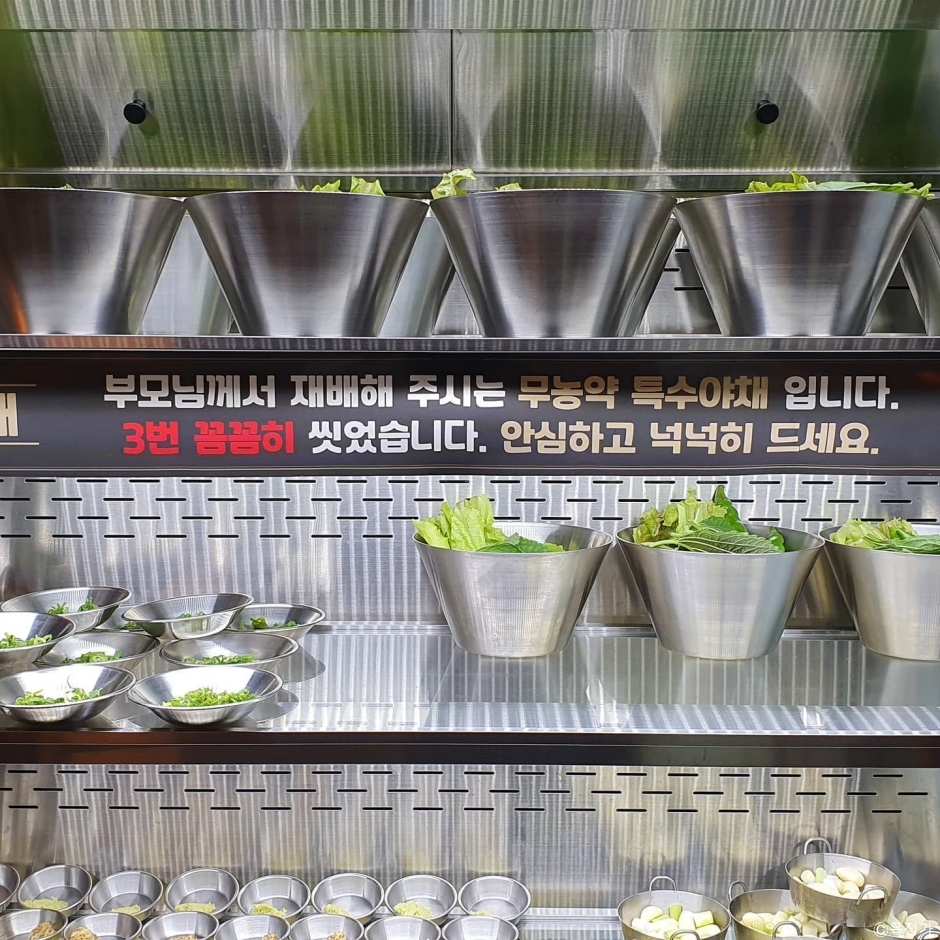 부모님께서 재배해 주시는 무농약 특수야채 입니다.
3번 꼼꼼히 씻었습니다. 안심하고 넉넉히 드세요.